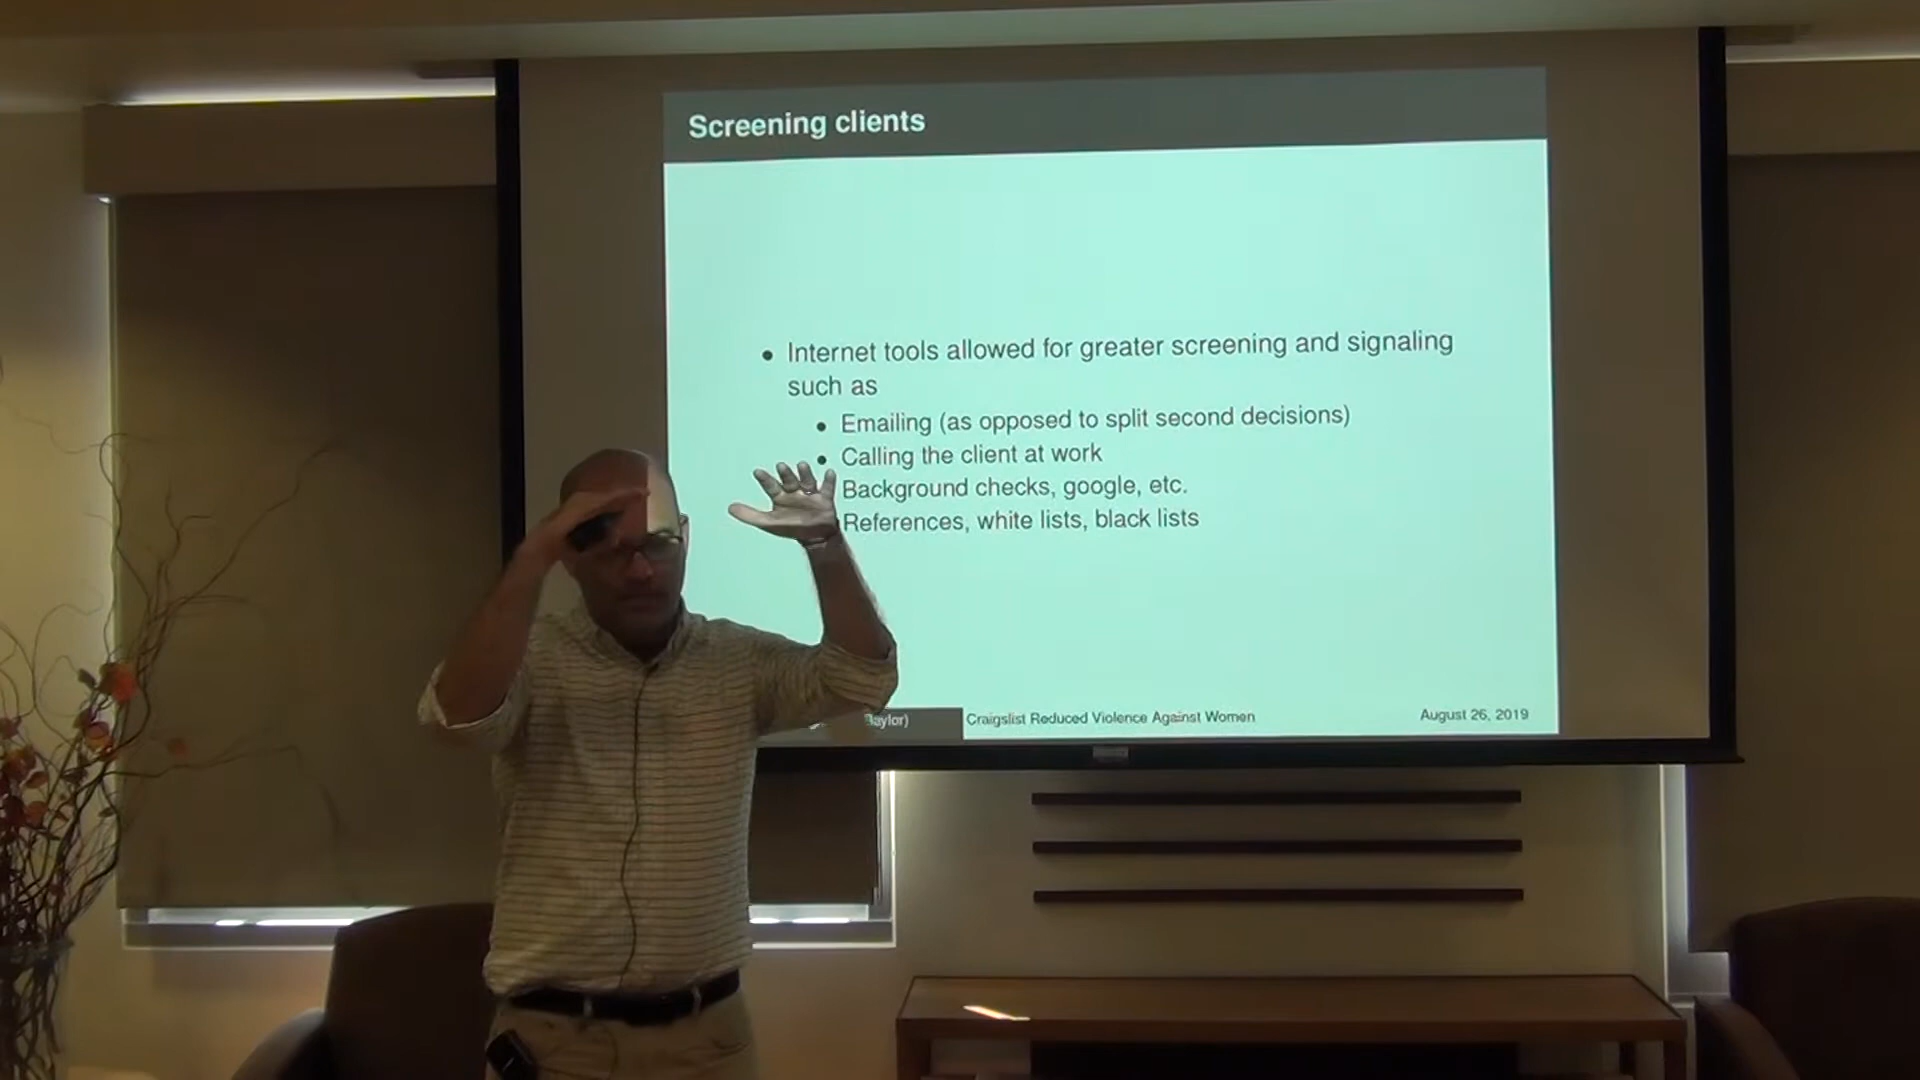 Screening clients
• Internet tools allowed for greater screening and signaling
such as
• Emailing (as opposed to split second decisions)
• Calling the client at work
Background checks, google, etc.
References, white lists, black lists
Baylor) Craigslist Reduced Violence Against Women August 26, 2019